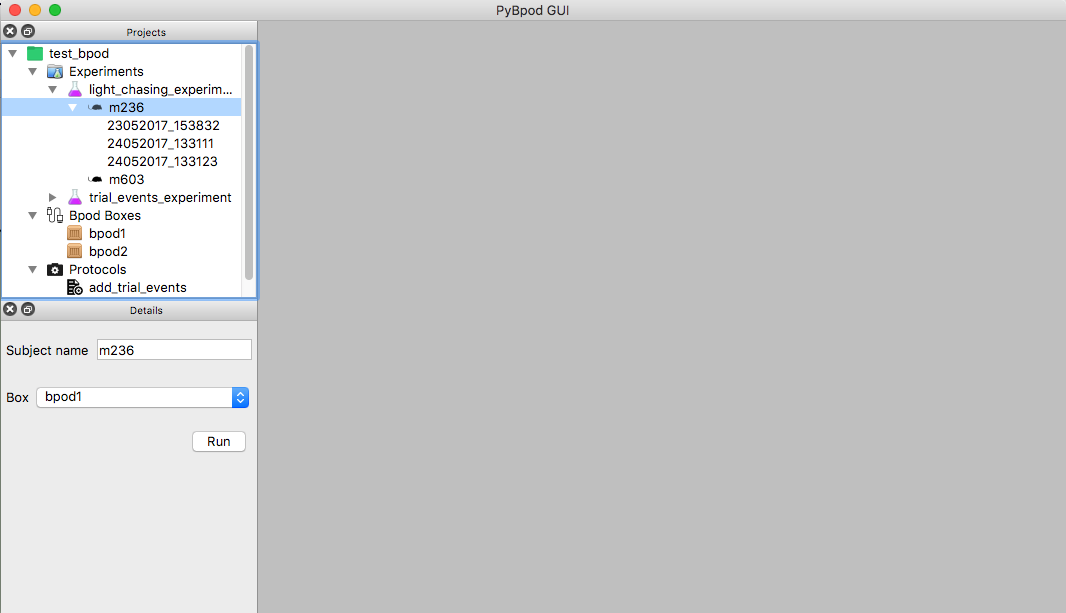 PyBpod GUI
Projects
test_bpod
Experiments
light_chasing_experim...
m236
23052017_153832
24052017_133111
24052017_133123
m603
trial_events_experiment
Bpod Boxes
bpod1
bpod2
Protocols
add_trial_events
Details
Subject name m236
Box bpod1
Run